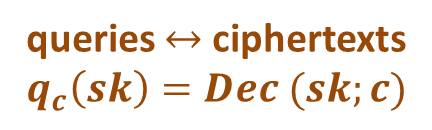 queries ↔ ciphertexts
q_c(sk) = Dec (sk; c)